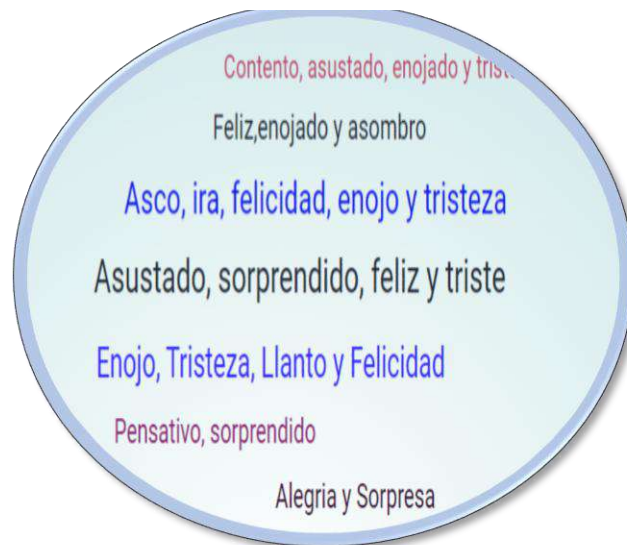 Contento, asustado, enojado y
Feliz,enojado y asombro
Asco, ira, felicidad, enojo y tristeza
Asustado, sorprendido, feliz y triste
Enojo, Tristeza, Llanto y Felicidad
Pensativo, sorprendido
Alegria y Sorpresa